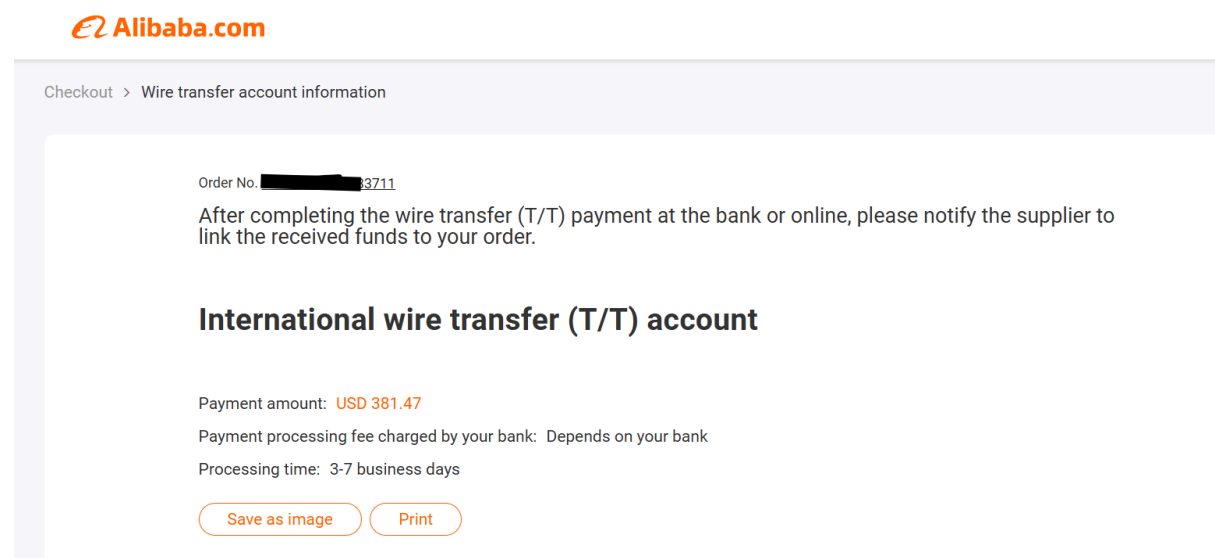 Alibaba.com
Checkout > Wire transfer account information
Order No. 3711
After completing the wire transfer (T/T) payment at the bank or online, please notify the supplier to
link the received funds to your order.
International wire transfer (T/T) account
Payment amount: USD 381.47
Payment processing fee charged by your bank: Depends on your bank
Processing time: 3-7 business days
Save as image Print